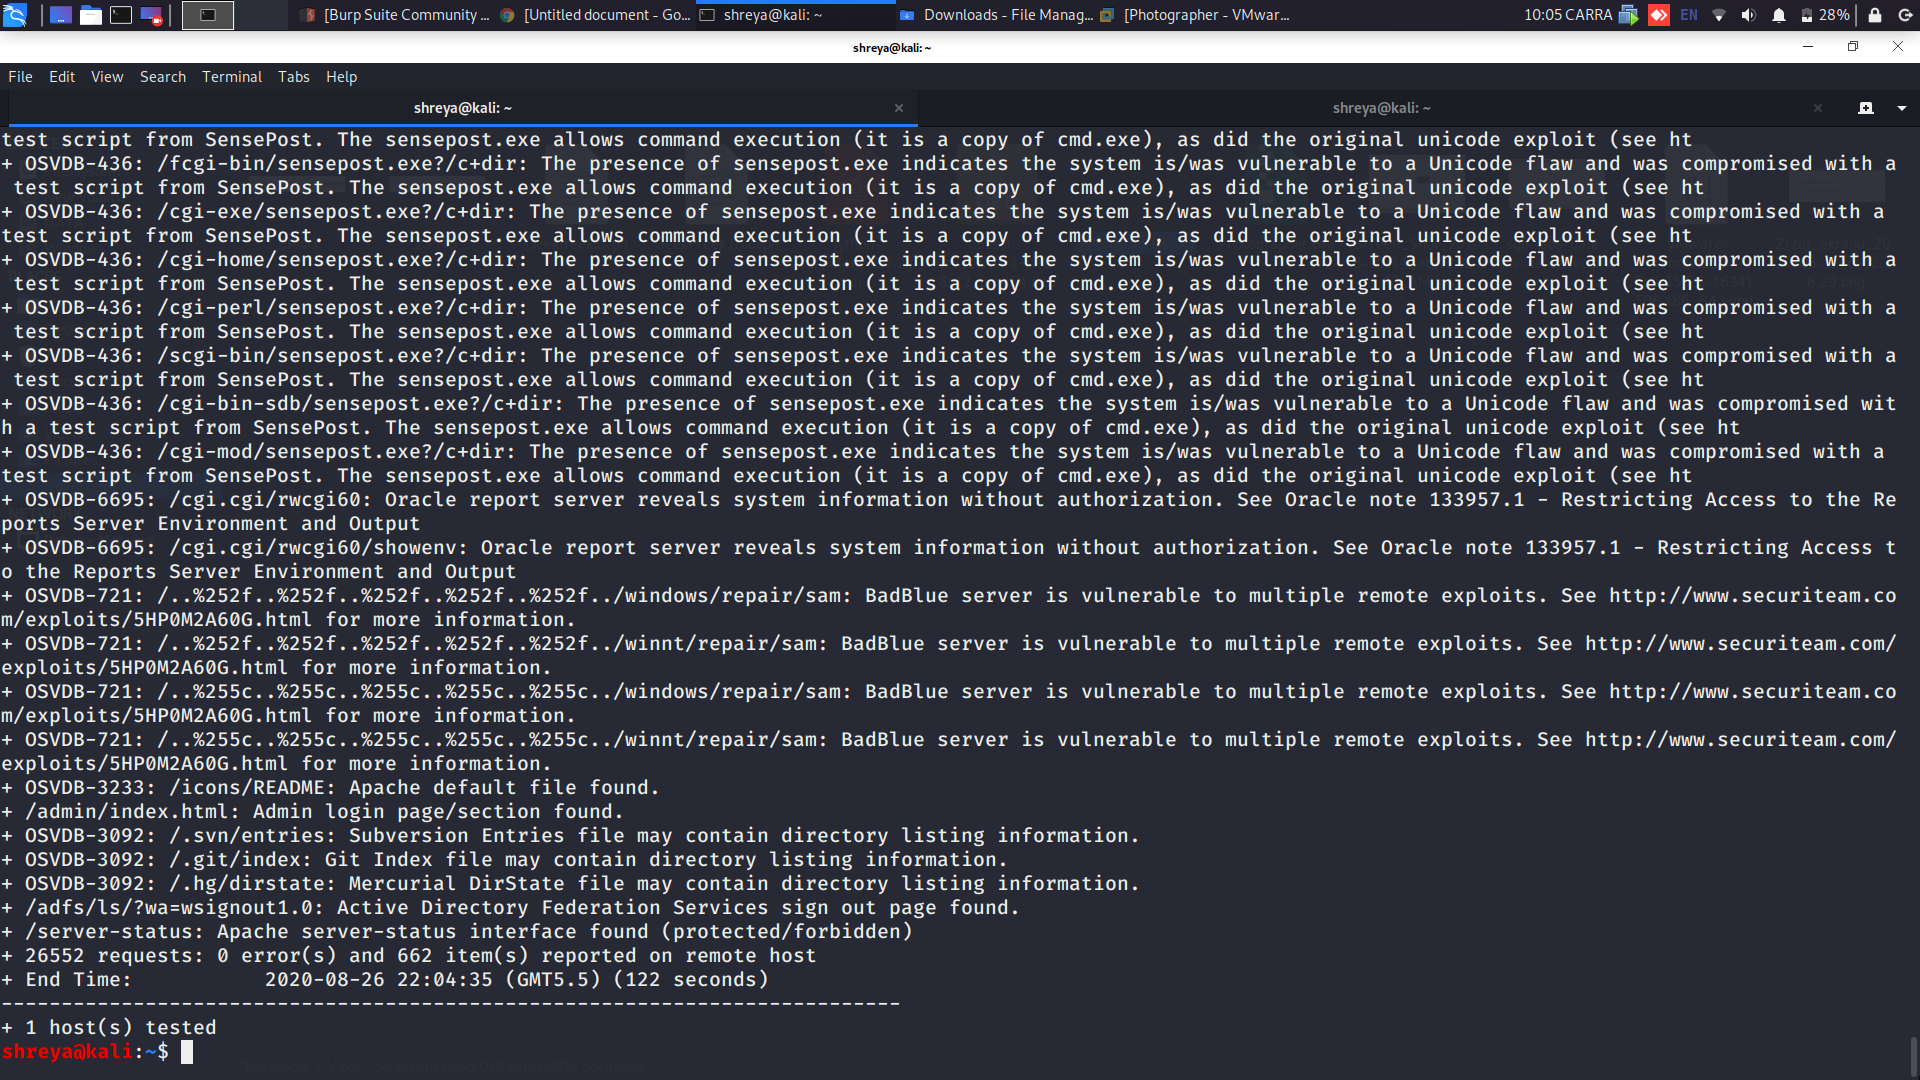 [Burp Suite Community ...
[Untitled document - Go...
shreya@kali: ~
Downloads - File Manag...
[Photographer - VMwar...
10:05 CARRA
EN
28%
shreya@kali: ~
File Edit View Search Terminal Tabs Help
shreya@kali: ~
shreya@kali: ~
test script from SensePost. The sensepost.exe allows command execution (it is a copy of cmd.exe), as did the original unicode exploit (see ht
+ OSVDB-436: /fcgi-bin/sensepost.exe?/c+dir: The presence of sensepost.exe indicates the system is/was vulnerable to a Unicode flaw and was compromised with a
test script from SensePost. The sensepost.exe allows command execution (it is a copy of cmd.exe), as did the original unicode exploit (see ht
+ OSVDB-436: /cgi-exe/sensepost.exe?/c+dir: The presence of sensepost.exe indicates the system is/was vulnerable to a Unicode flaw and was compromised with a
test script from SensePost. The sensepost.exe allows command execution (it is a copy of cmd.exe), as did the original unicode exploit (see ht
+ OSVDB-436: /cgi-home/sensepost.exe?/c+dir: The presence of sensepost.exe indicates the system is/was vulnerable to a Unicode flaw and was compromised with a
test script from SensePost. The sensepost.exe allows command execution (it is a copy of cmd.exe), as did the original unicode exploit (see ht
+ OSVDB-436: /cgi-perl/sensepost.exe?/c+dir: The presence of sensepost.exe indicates the system is/was vulnerable to a Unicode flaw and was compromised with a
test script from SensePost. The sensepost.exe allows command execution (it is a copy of cmd.exe), as did the original unicode exploit (see ht
+ OSVDB-436: /scgi-bin/sensepost.exe?/c+dir: The presence of sensepost.exe indicates the system is/was vulnerable to a Unicode flaw and was compromised with a
test script from SensePost. The sensepost.exe allows command execution (it is a copy of cmd.exe), as did the original unicode exploit (see ht
+ OSVDB-436: /cgi-bin-sdb/sensepost.exe?/c+dir: The presence of sensepost.exe indicates the system is/was vulnerable to a Unicode flaw and was compromised wit
h a test script from SensePost. The sensepost.exe allows command execution (it is a copy of cmd.exe), as did the original unicode exploit (see ht
+ OSVDB-436: /cgi-mod/sensepost.exe?/c+dir: The presence of sensepost.exe indicates the system is/was vulnerable to a Unicode flaw and was compromised with a
test script from SensePost. The sensepost.exe allows command execution (it is a copy of cmd.exe), as did the original unicode exploit (see ht
+ OSVDB-6695: /cgi.cgi/rwcgi60: Oracle report server reveals system information without authorization. See Oracle note 133957.1 - Restricting Access to the Re
ports Server Environment and Output
+ OSVDB-6695: /cgi.cgi/rwcgi60/showenv: Oracle report server reveals system information without authorization. See Oracle note 133957.1 - Restricting Access t
o the Reports Server Environment and Output
+ OSVDB-721: /..%252f..%252f..%252f..%252f..%252f../windows/repair/sam: BadBlue server is vulnerable to multiple remote exploits. See http://www.securiteam.co
m/exploits/5HP0M2A60G.html for more information.
+ OSVDB-721: /..%252f..%252f..%252f..%252f..%252f../winnt/repair/sam: BadBlue server is vulnerable to multiple remote exploits. See http://www.securiteam.com/
exploits/5HP0M2A60G.html for more information.
+ OSVDB-721: /..%255c..%255c..%255c..%255c..%255c../windows/repair/sam: BadBlue server is vulnerable to multiple remote exploits. See http://www.securiteam.co
m/exploits/5HP0M2A60G.html for more information.
+ OSVDB-721: /..%255c..%255c..%255c..%255c..%255c../winnt/repair/sam: BadBlue server is vulnerable to multiple remote exploits. See http://www.securiteam.com/
exploits/5HP0M2A60G.html for more information.
+ OSVDB-3233: /icons/README: Apache default file found.
+ /admin/index.html: Admin login page/section found.
+ OSVDB-3092: /.svn/entries: Subversion Entries file may contain directory listing information.
+ OSVDB-3092: /.git/index: Git Index file may contain directory listing information.
+ OSVDB-3092: /.hg/dirstate: Mercurial DirState file may contain directory listing information.
+ /adfs/ls/?wa=wsignout1.0: Active Directory Federation Services sign out page found.
+ /server-status: Apache server-status interface found (protected/forbidden)
+ 26552 requests: 0 error(s) and 662 item(s) reported on remote host
+ End Time: 2020-08-26 22:04:35 (GMT5.5) (122 seconds)
---------------------------------------------------------------------------
+ 1 host(s) tested
shreya@kali:~$